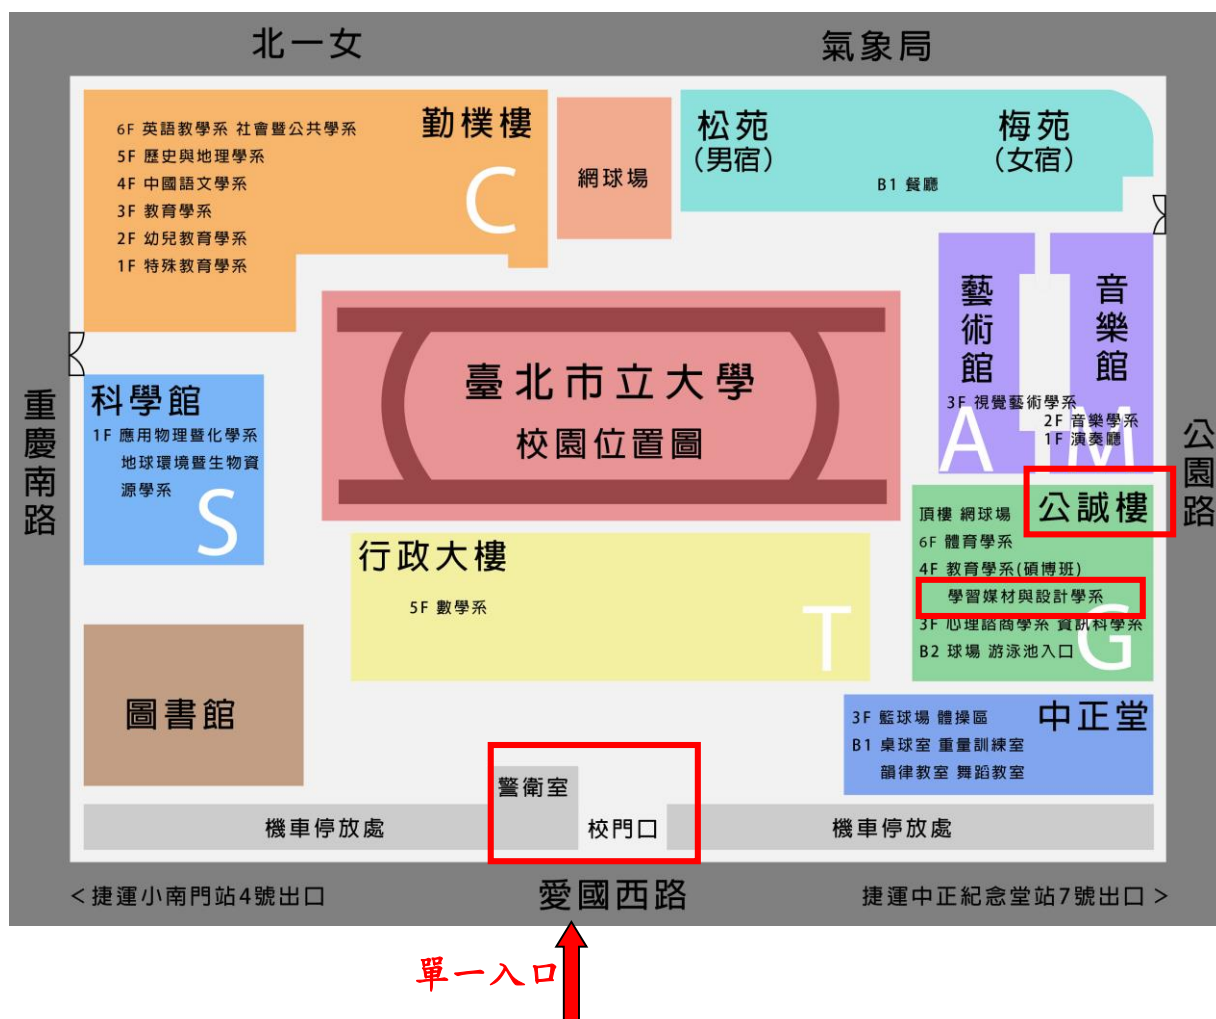 北一女
氣象局
勤樸樓
6F 英語教學系 社會暨公共學系
5F 歷史與地理學系
4F 中國語文學系
3F 教育學系
2F 幼兒教育學系
1F 特殊教育學系
C
網球場
松苑
(男宿)
梅苑
(女宿)
B1 餐廳
藝術館
音樂館
3F 視覺藝術學系
2F 音樂學系
1F 演奏廳
A
M
臺北市立大學
校園位置圖
重慶南路
公園路
科學館
1F 應用物理暨化學系
地球環境暨生物資
源學系
S
公誠樓
頂樓 網球場
6F 體育學系
4F 教育學系(碩博班)
學習媒材與設計學系
3F 心理諮商學系 資訊科學系
B2 球場 游泳池入口
G
行政大樓
5F 數學系
T
圖書館
中正堂
3F 籃球場 體操區
B1 桌球室 重量訓練室
韻律教室 舞蹈教室
警衛室
機車停放處
校門口
機車停放處
<捷運小南門站4號出口
愛國西路
捷運中正紀念堂站7號出口>
單一入口